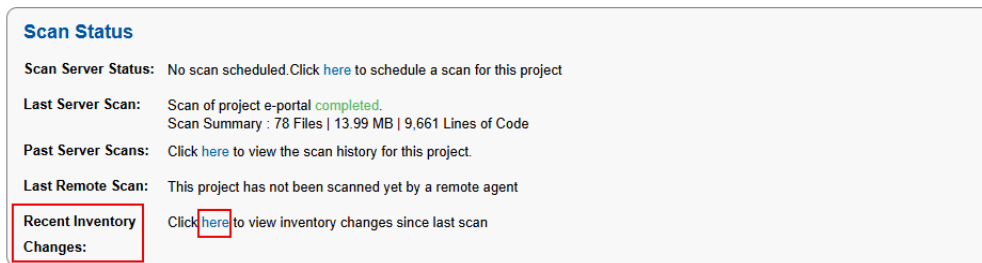 Scan Status
Scan Server Status: No scan scheduled.Click here to schedule a scan for this project
Last Server Scan: Scan of project e-portal completed.
Scan Summary : 78 Files | 13.99 MB | 9,661 Lines of Code
Past Server Scans: Click here to view the scan history for this project.
Last Remote Scan: This project has not been scanned yet by a remote agent
Recent Inventory Click here to view inventory changes since last scan
Changes: